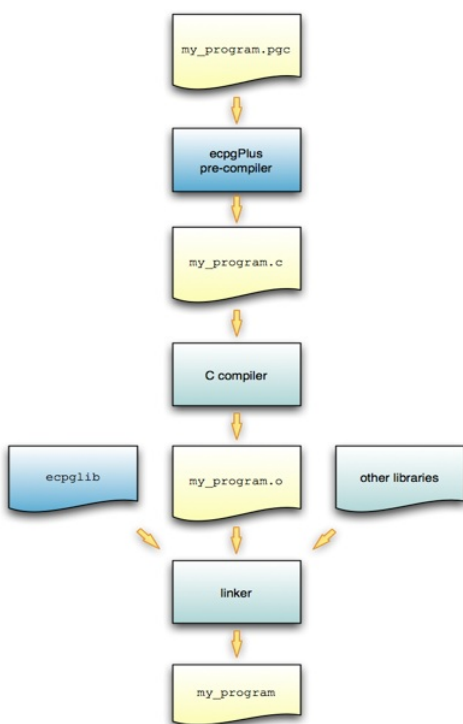 my_program.pgc
ecpgPlus
pre-compiler
my_program.c
C compiler
ecpglib
my_program.o
other libraries
linker
my_program